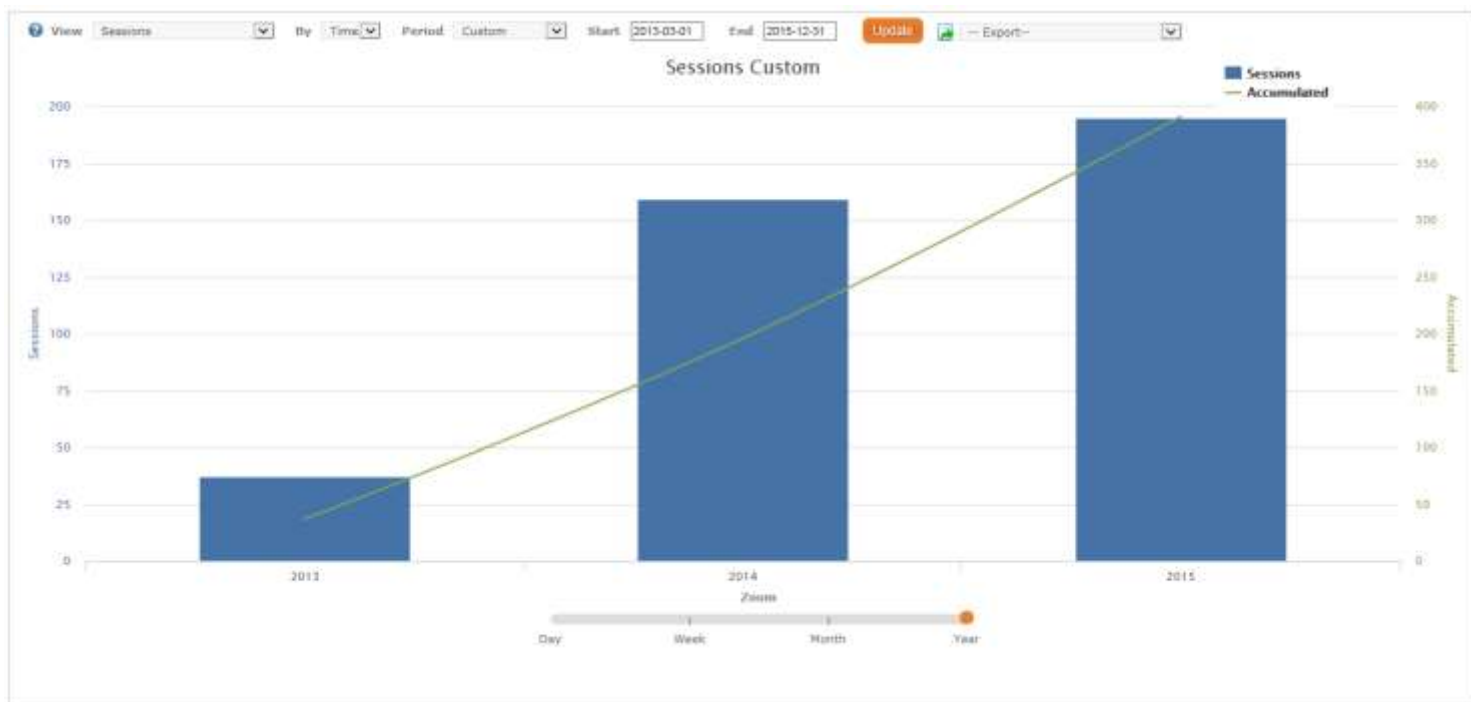 View Sessions By Time Period Custom Start 2013-03-01 End 2015-12-31 Update -- Export--
Sessions Custom
Sessions
Accumulated
200 400
175 350
150 300
125 250
100 200
75 150
50 100
25 50
0 0
Sessions
Accumulated
2013 2014 2015
Zoom
Day Week Month Year